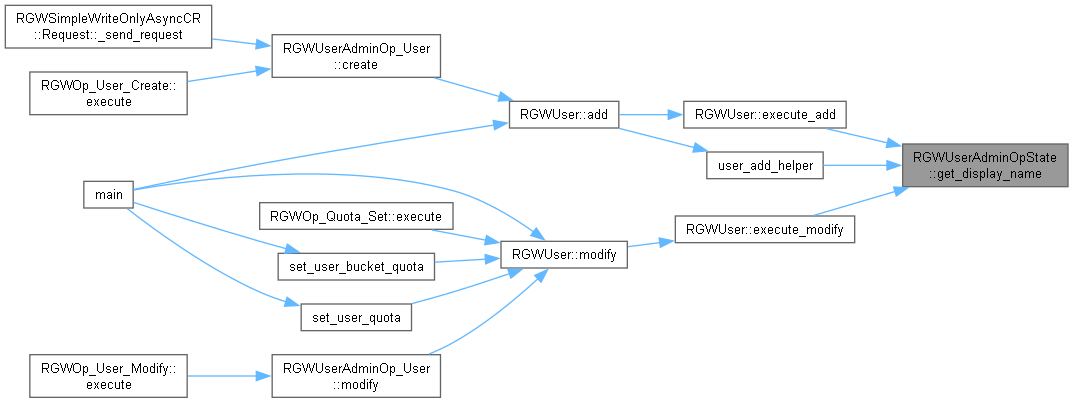 RGWSimpleWriteOnlyAsyncCR
::Request::_send_request
RGWUserAdminOp_User
::create
RGWOp_User_Create::
execute
RGWUser::add
RGWUser::execute_add
RGWUserAdminOpState
::get_display_name
user_add_helper
main
RGWOp_Quota_Set::execute
RGWUser::execute_modify
RGWUser::modify
set_user_bucket_quota
set_user_quota
RGWOp_User_Modify::
execute
RGWUserAdminOp_User
::modify